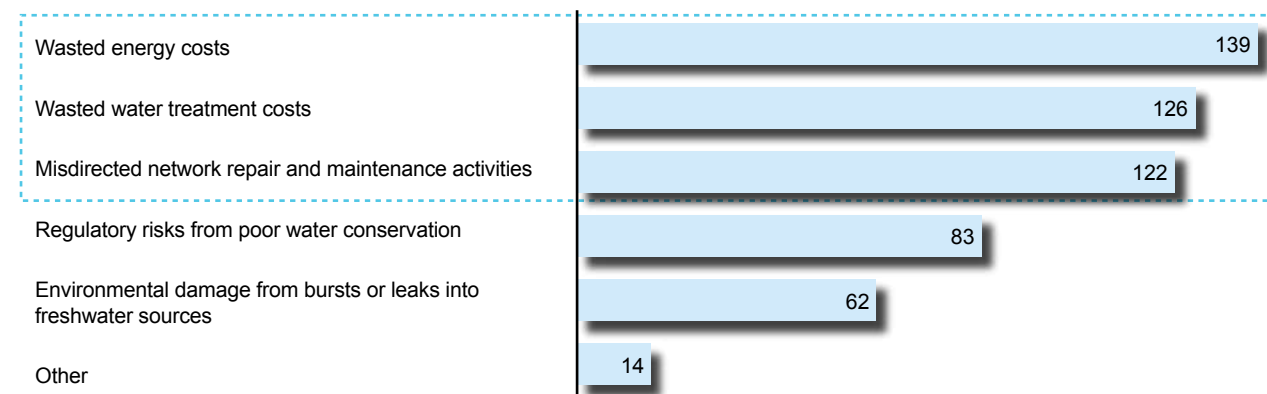 Wasted energy costs
139
Wasted water treatment costs
126
Misdirected network repair and maintenance activities
122
Regulatory risks from poor water conservation
83
Environmental damage from bursts or leaks into
freshwater sources
62
Other
14